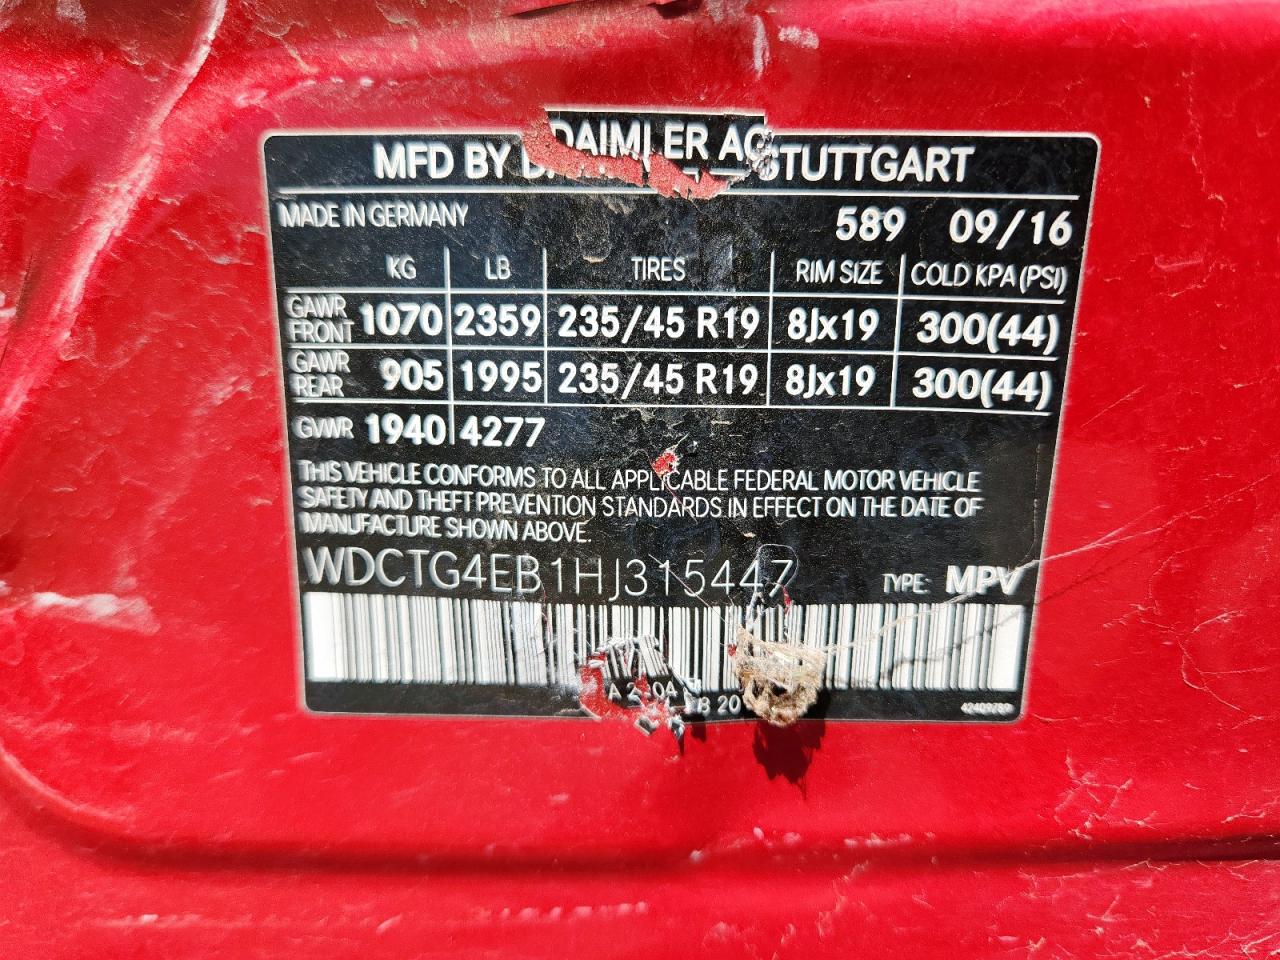 MFD BY DAIMLER AG STUTTGART
MADE IN GERMANY 589 09/16
KG LB TIRES RIM SIZE COLD KPA (PSI)
GAWR FRONT 1070 2359 235/45 R19 8Jx19 300(44)
GAWR REAR 905 1995 235/45 R19 8Jx19 300(44)
GVWR 1940 4277
THIS VEHICLE CONFORMS TO ALL APPLICABLE FEDERAL MOTOR VEHICLE
SAFETY AND THEFT PREVENTION STANDARDS IN EFFECT ON THE DATE OF
MANUFACTURE SHOWN ABOVE.
WDCTG4EB1HJ315447 TYPE: MPV
20
42409789